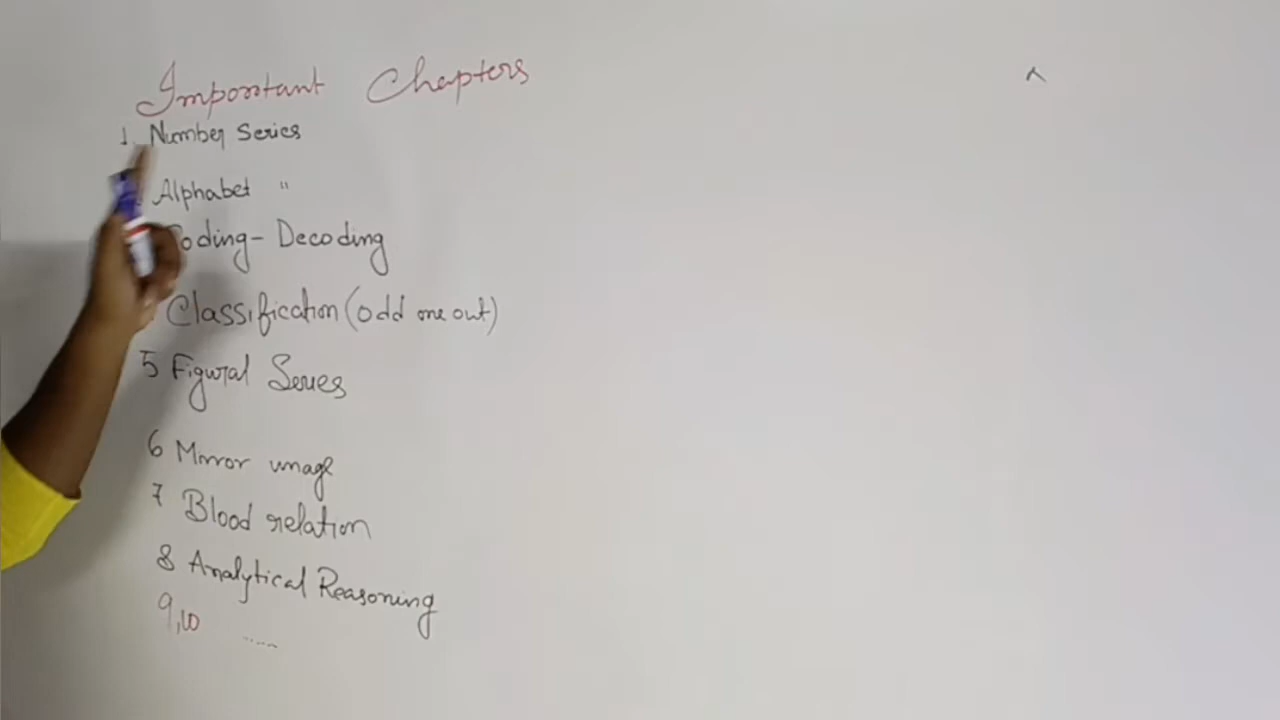 Important Chapters
1. Number Series
Alphabet "
Coding - Decoding
Classification (odd one out)
5 Figural Series
6 Mirror image
7 Blood relation
8 Analytical Reasoning
9,10 .....